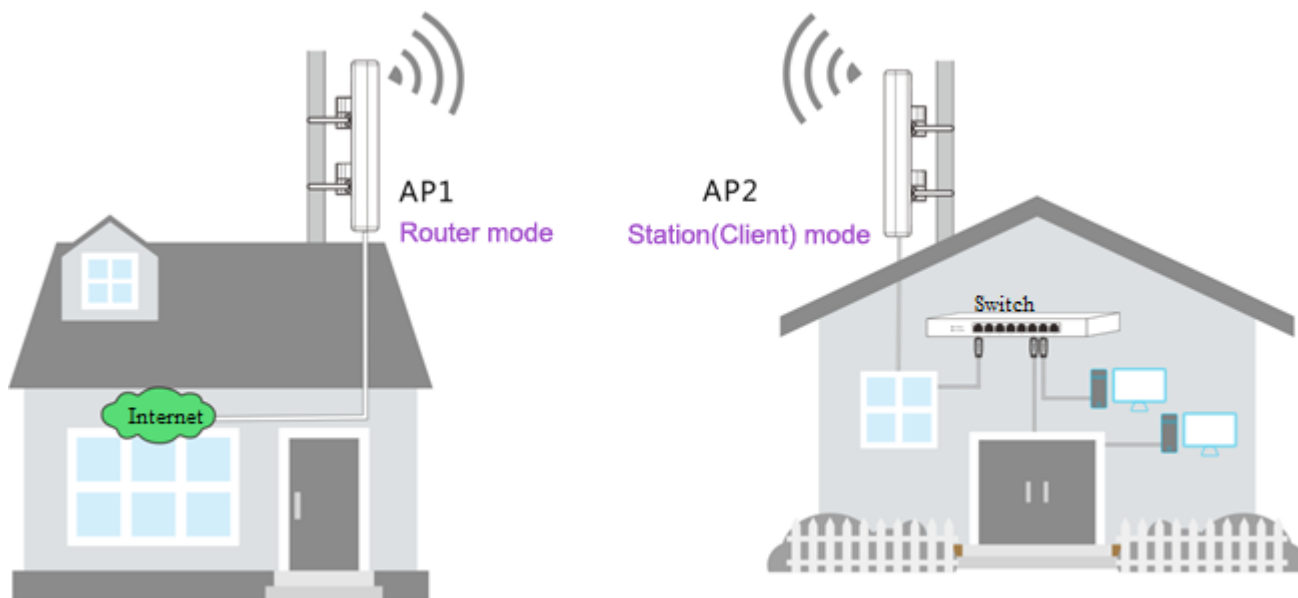 AP1
Router mode
AP2
Station(Client) mode
Internet
Switch